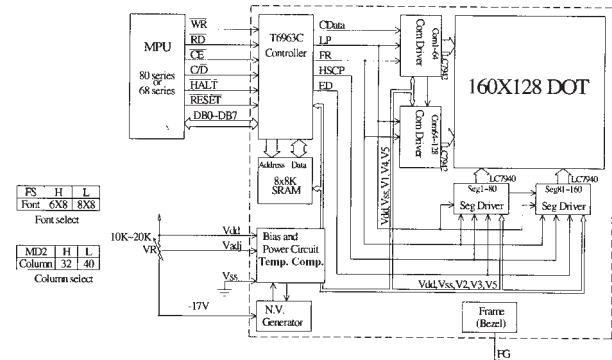 MPU
80 series
or
68 series
WR
RD
CE
C/D
HALT
RESET
DB0~DB7
T6963C
Controller
CData
LP
FR
HSCP
ED
Address Data
8x8K
SRAM
Com Driver
Com1~64
LC7942
Com Driver
Com64~128
LC7942
160X128 DOT
Vdd,Vss,V1,V4,V5
LC7940
LC7940
Seg1~80
Seg Driver
Seg81~160
Seg Driver
FS H L
Font 6X8 8X8
Font select
MD2 H L
Column 32 40
Column select
10K~20K
VR
Vdd
Vadj
Vss
-17V
Bias and
Power Circuit
Temp. Comp.
N.V.
Generator
Vdd,Vss,V2,V3,V5
Frame
(Bezel)
FG